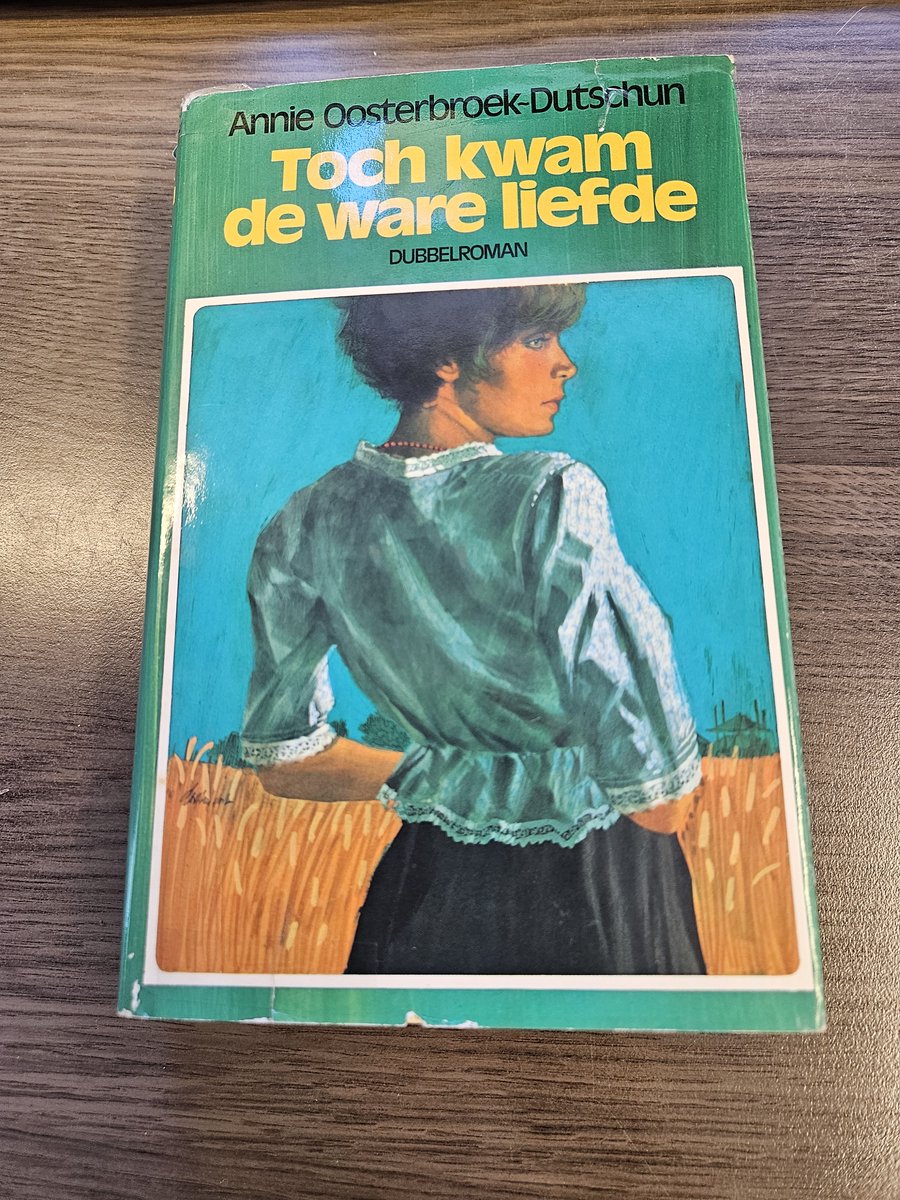 Annie Oosterbroek-Dutschun
Toch kwam
de ware liefde
DUBBELROMAN